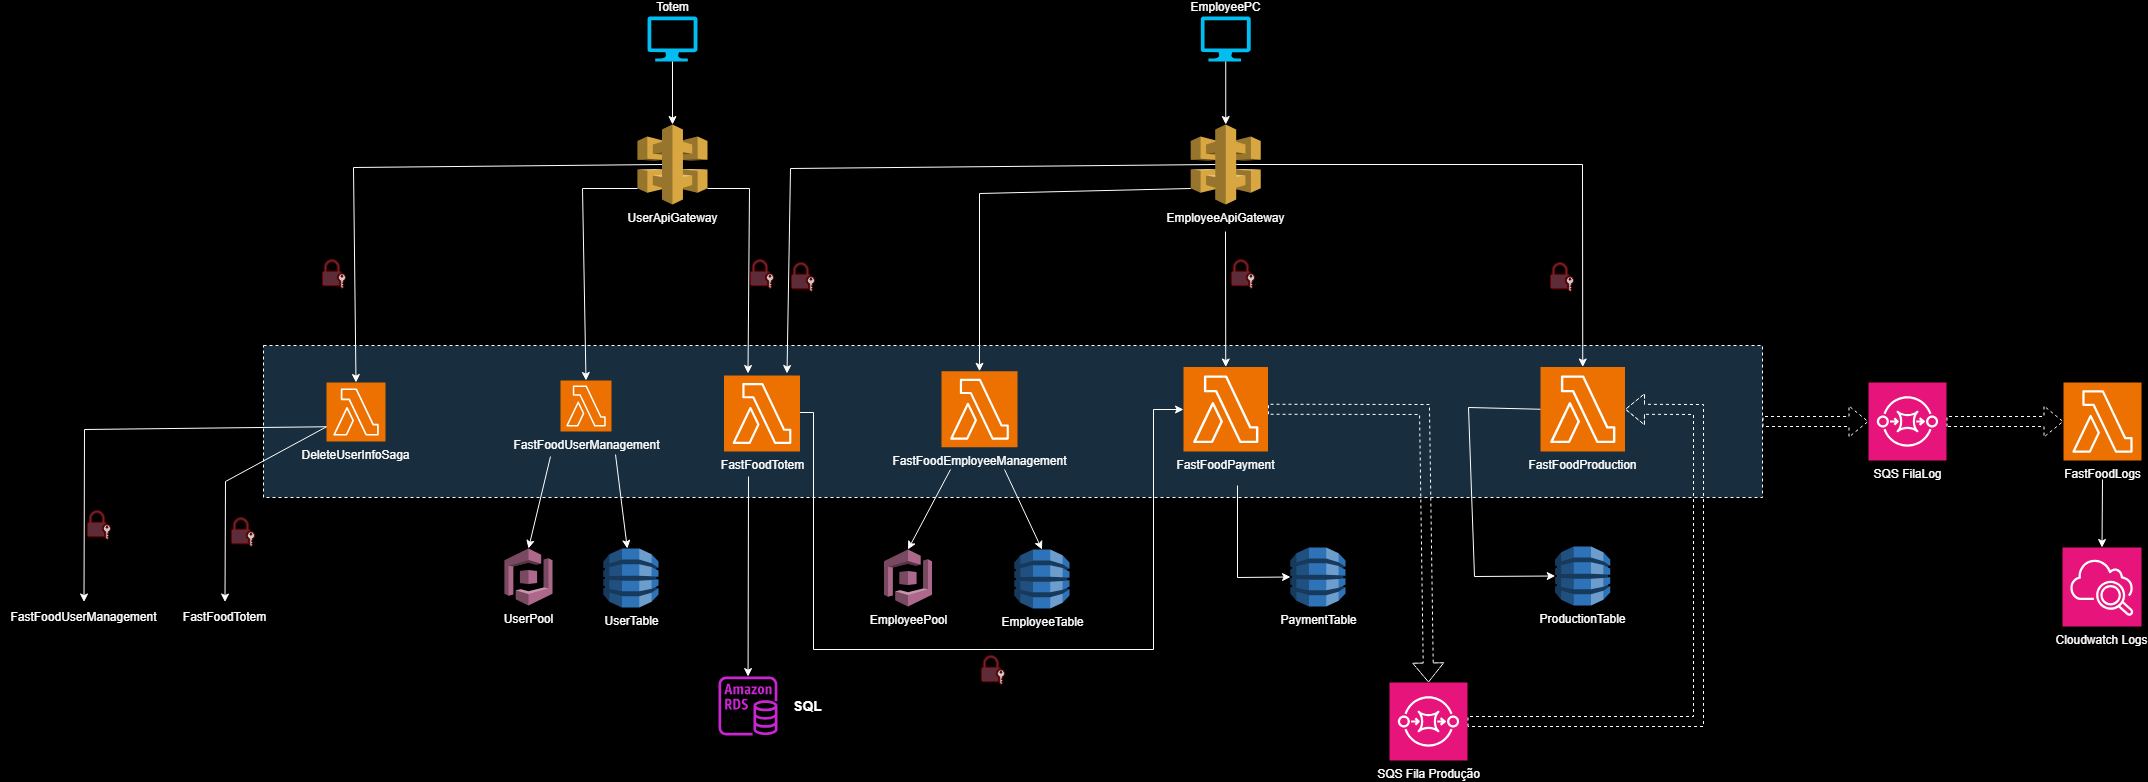 Totem
EmployeePC
UserApiGateway
EmployeeApiGateway
DeleteUserInfoSaga
FastFoodUserManagement
FastFoodTotem
FastFoodEmployeeManagement
FastFoodPayment
FastFoodProduction
SQS FilaLog
FastFoodLogs
FastFoodUserManagement
FastFoodTotem
UserPool
UserTable
EmployeePool
EmployeeTable
PaymentTable
ProductionTable
Cloudwatch Logs
Amazon
RDS
SQL
SQS Fila Produção